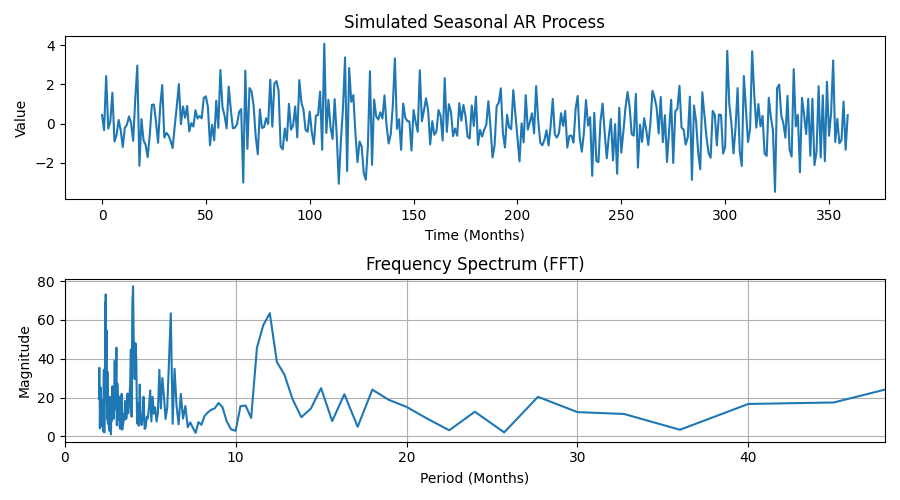 Simulated Seasonal AR Process
Value
4
2
0
−2
0 50 100 150 200 250 300 350
Time (Months)
Frequency Spectrum (FFT)
Magnitude
80
60
40
20
0
0 10 20 30 40
Period (Months)